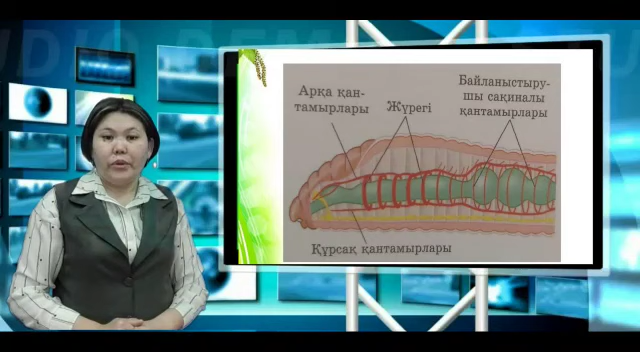 Арқа қан-
тамырлары
Жүрегі
Байланыстыру-
шы сақиналы
қантамырлары
Құрсақ қантамырлары